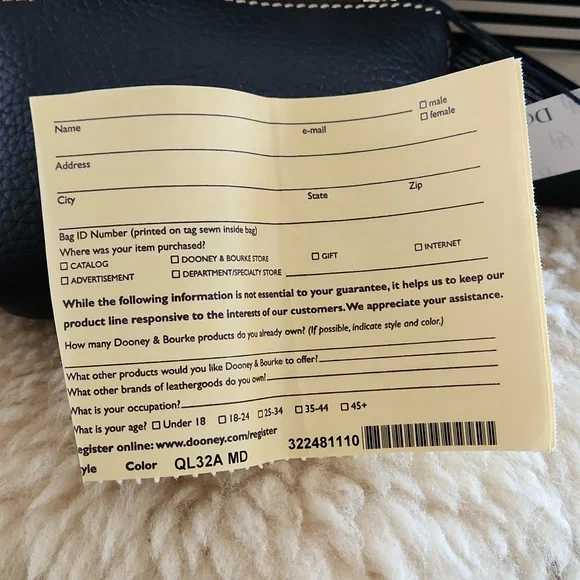 male
female
Name e-mail
Address
City State Zip
Bag ID Number (printed on tag sewn inside bag)
Where was your item purchased?
CATALOG DOONEY & BOURKE STORE GIFT INTERNET
ADVERTISEMENT DEPARTMENT/SPECIALTY STORE
While the following information is not essential to your guarantee, it helps us to keep our
product line responsive to the interests of our customers. We appreciate your assistance.
How many Dooney & Bourke products do you already own? (If possible, indicate style and color.)
What other products would you like Dooney & Bourke to offer?
What other brands of leathergoods do you own?
What is your occupation?
What is your age? Under 18 18-24 25-34 35-44 45+
egister online: www.dooney.com/register
yle Color QL32A MD 322481110